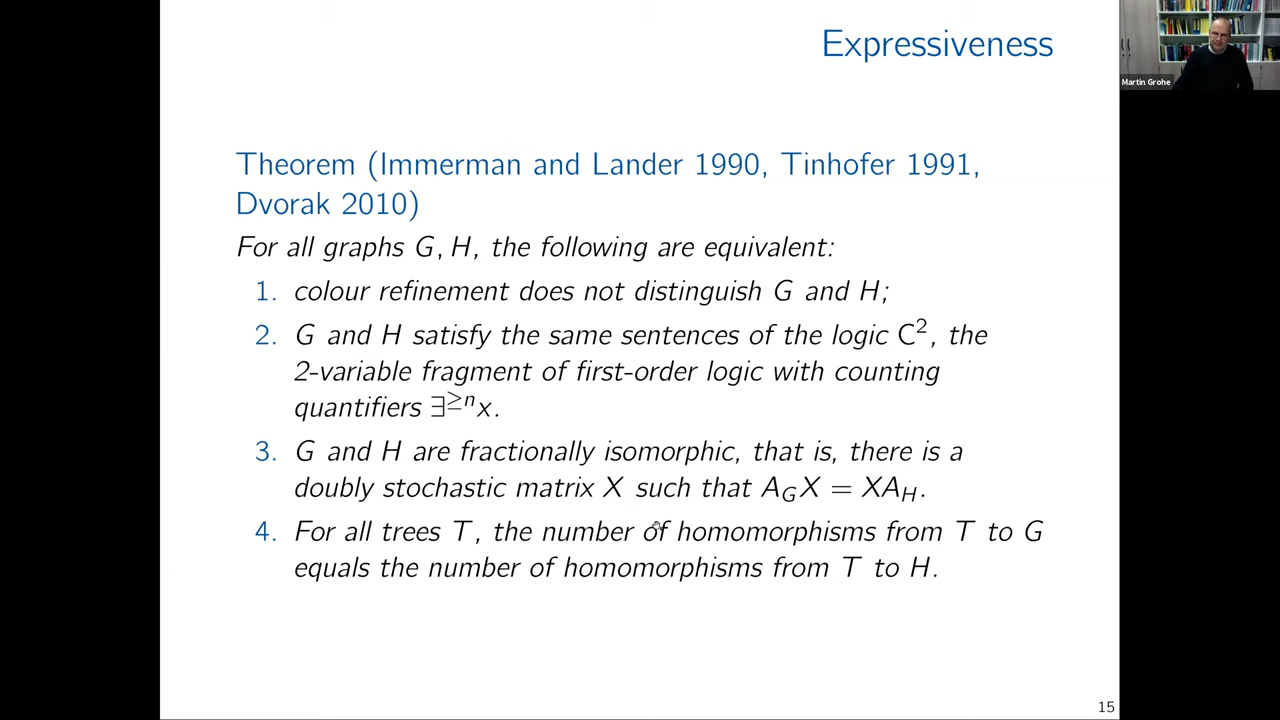 Expressiveness
Martin Grohe
Theorem (Immerman and Lander 1990, Tinhofer 1991,
Dvorak 2010)
For all graphs G, H, the following are equivalent:
1. colour refinement does not distinguish G and H;
2. G and H satisfy the same sentences of the logic C², the
2-variable fragment of first-order logic with counting
quantifiers ∃≥ⁿx.
3. G and H are fractionally isomorphic, that is, there is a
doubly stochastic matrix X such that A_G X = X A_H.
4. For all trees T, the number of homomorphisms from T to G
equals the number of homomorphisms from T to H.
15